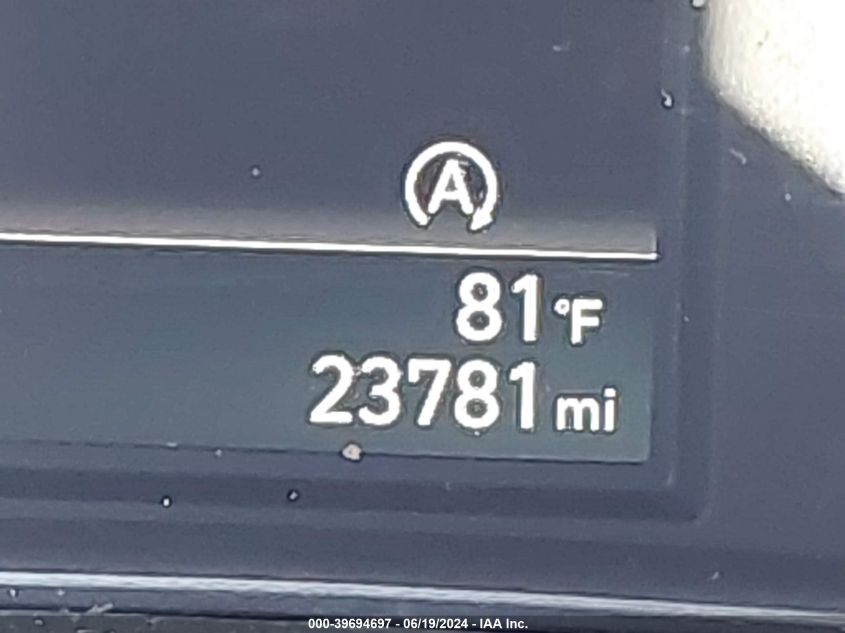 A
81 °F
23781 mi
000-39694697 - 06/19/2024 - IAA Inc.